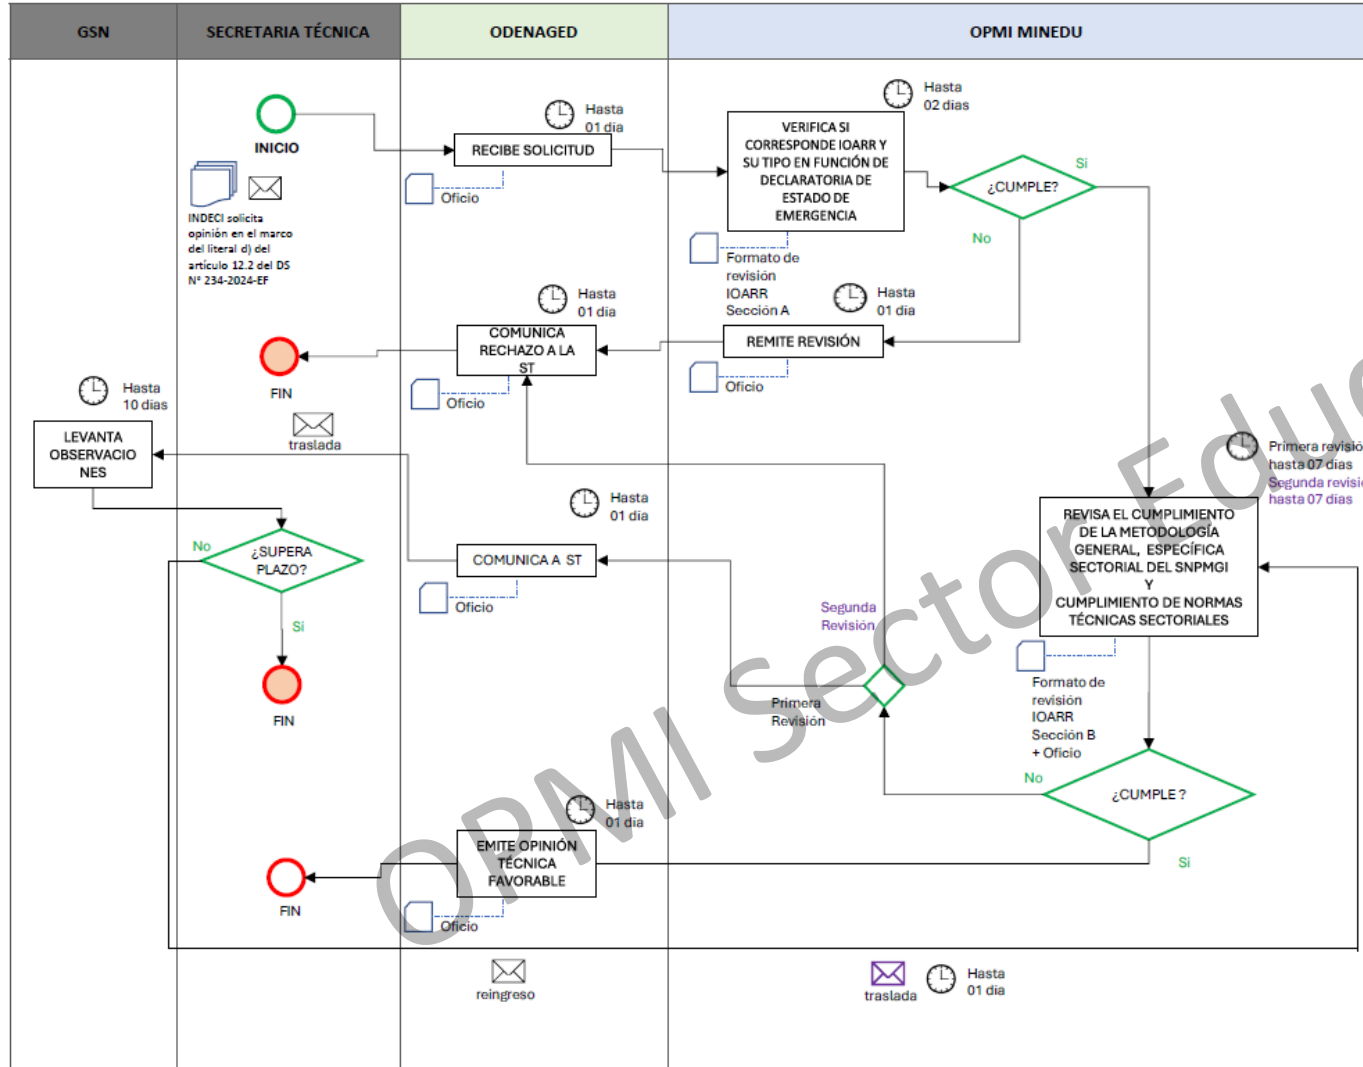 GSN
SECRETARIA TÉCNICA
ODENAGED
OPMI MINEDU
INICIO
INDECI solicita
opinión en el marco
del literal d) del
artículo 12.2 del DS
N° 234-2024-EF
Hasta
01 dia
RECIBE SOLICITUD
Oficio
Hasta
02 dias
VERIFICA SI
CORRESPONDE IOARR Y
SU TIPO EN FUNCIÓN DE
DECLARATORIA DE
ESTADO DE
EMERGENCIA
Formato de
revisión
IOARR
Sección A
¿CUMPLE?
Si
No
Hasta
01 dia
REMITE REVISIÓN
Oficio
Hasta
01 dia
COMUNICA
RECHAZO A LA
ST
Oficio
FIN
traslada
Hasta
10 dias
LEVANTA
OBSERVACIO
NES
¿SUPERA
PLAZO?
No
Si
FIN
Hasta
01 dia
COMUNICA A ST
Oficio
Primera revisió
hasta 07 dias
Segunda revisi
hasta 07 dias
REVISA EL CUMPLIMIENTO
DE LA METODOLOGÍA
GENERAL, ESPECÍFICA
SECTORIAL DEL SNPMGI
Y
CUMPLIMIENTO DE NORMAS
TÉCNICAS SECTORIALES
Formato de
revisión
IOARR
Sección B
+ Oficio
Segunda
Revisión
Primera
Revisión
¿CUMPLE ?
No
Si
Hasta
01 dia
EMITE OPINIÓN
TÉCNICA
FAVORABLE
Oficio
FIN
reingreso
traslada
Hasta
01 dia
OPMI Sector Educ